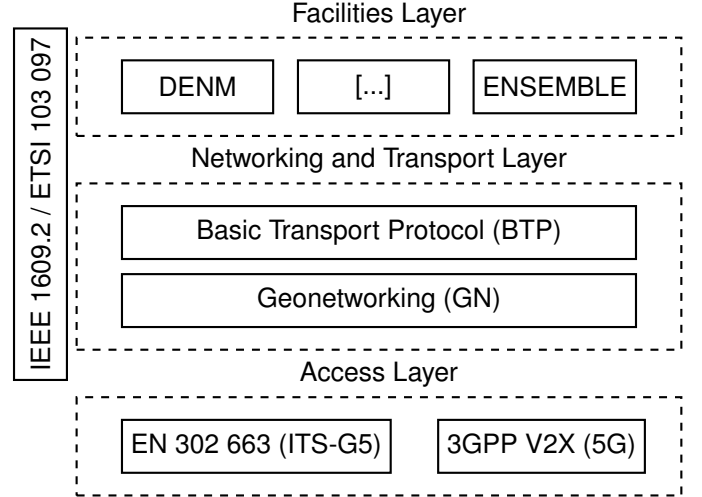 Facilities Layer
IEEE 1609.2 / ETSI 103 097
DENM
[...]
ENSEMBLE
Networking and Transport Layer
Basic Transport Protocol (BTP)
Geonetworking (GN)
Access Layer
EN 302 663 (ITS-G5)
3GPP V2X (5G)